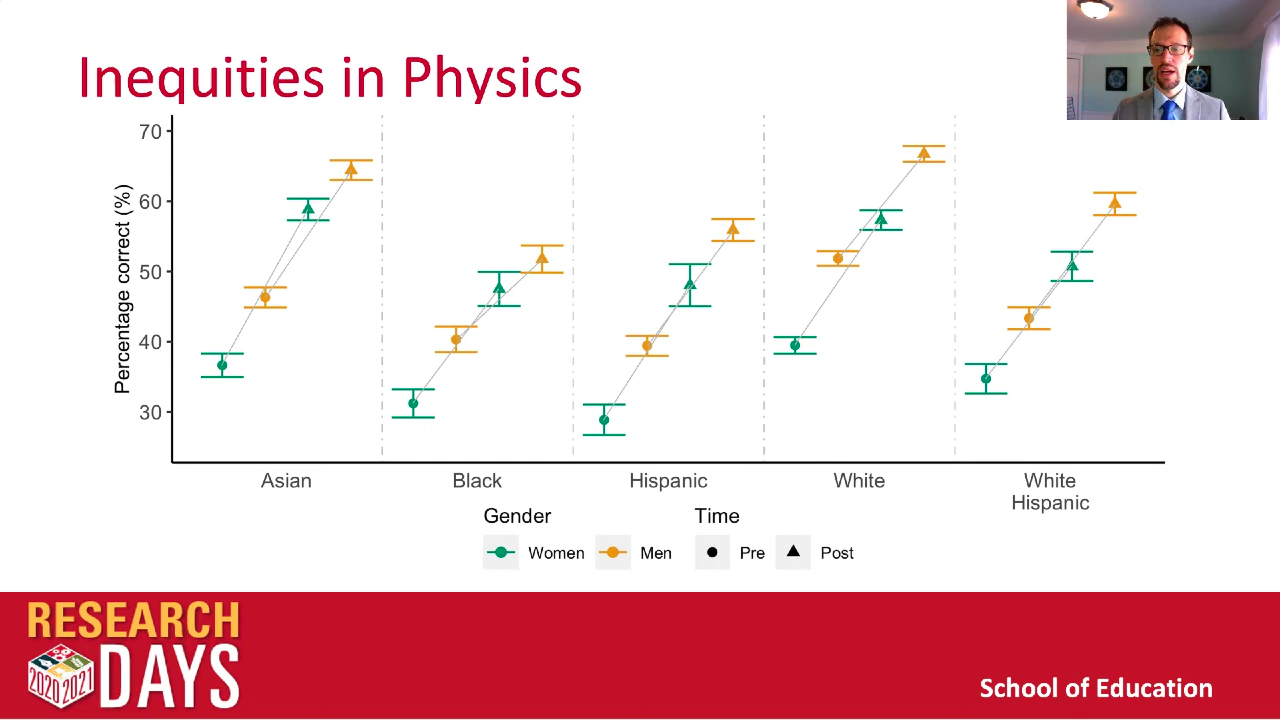 Inequities in Physics
Percentage correct (%)
70
60
50
40
30
Asian
Black
Hispanic
White
White
Hispanic
Gender
Time
Women
Men
Pre
Post
RESEARCH
DAYS
2020 2021
School of Education